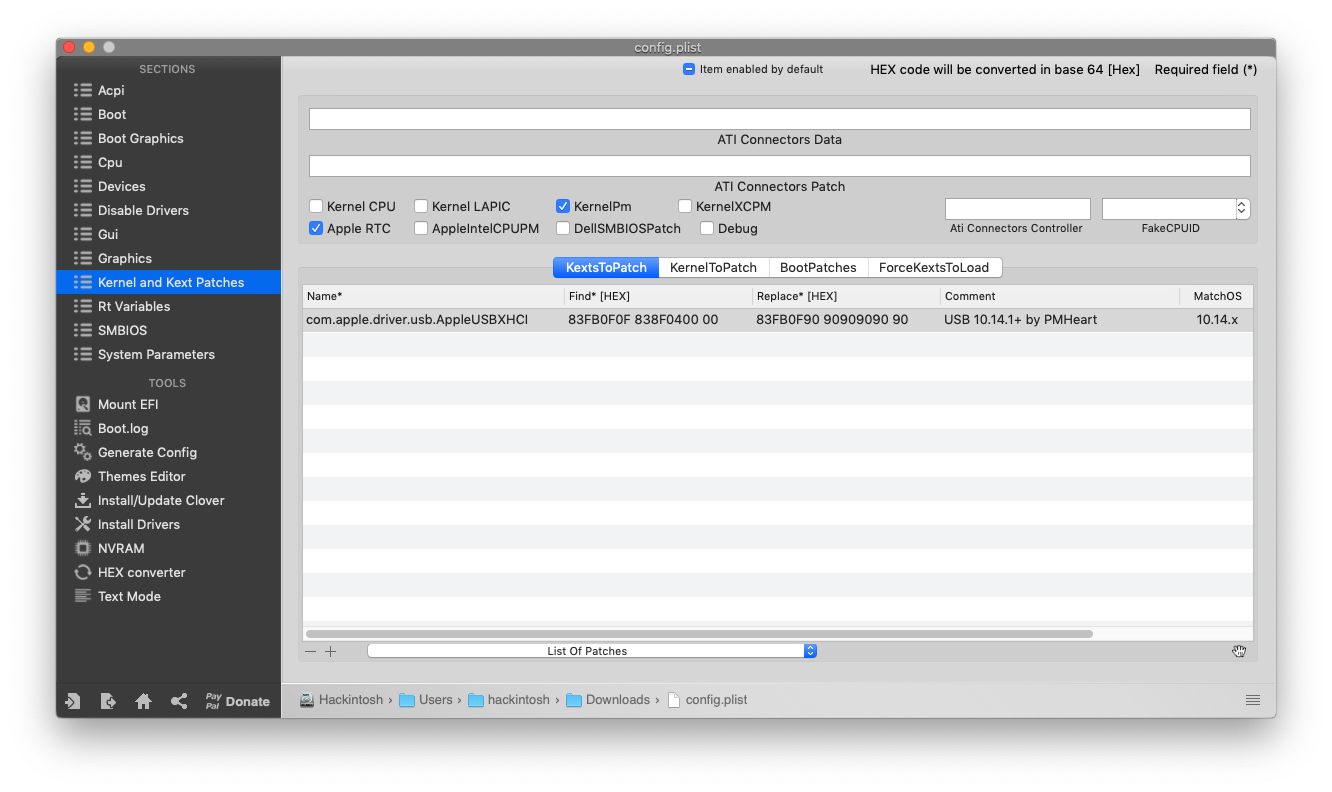 config.plist
SECTIONS
Acpi
Boot
Boot Graphics
Cpu
Devices
Disable Drivers
Gui
Graphics
Kernel and Kext Patches
Rt Variables
SMBIOS
System Parameters
TOOLS
Mount EFI
Boot.log
Generate Config
Themes Editor
Install/Update Clover
Install Drivers
NVRAM
HEX converter
Text Mode
Pay Pal Donate
Item enabled by default HEX code will be converted in base 64 [Hex] Required field (*)
ATI Connectors Data
ATI Connectors Patch
Kernel CPU Kernel LAPIC KernelPm KernelXCPM
Apple RTC AppleIntelCPUPM DellSMBIOSPatch Debug Ati Connectors Controller FakeCPUID
KextsToPatch KernelToPatch BootPatches ForceKextsToLoad
Name* Find* [HEX] Replace* [HEX] Comment MatchOS
com.apple.driver.usb.AppleUSBXHCI 83FB0F0F 838F0400 00 83FB0F90 90909090 90 USB 10.14.1+ by PMHeart 10.14.x
List Of Patches
Hackintosh › Users › hackintosh › Downloads › config.plist